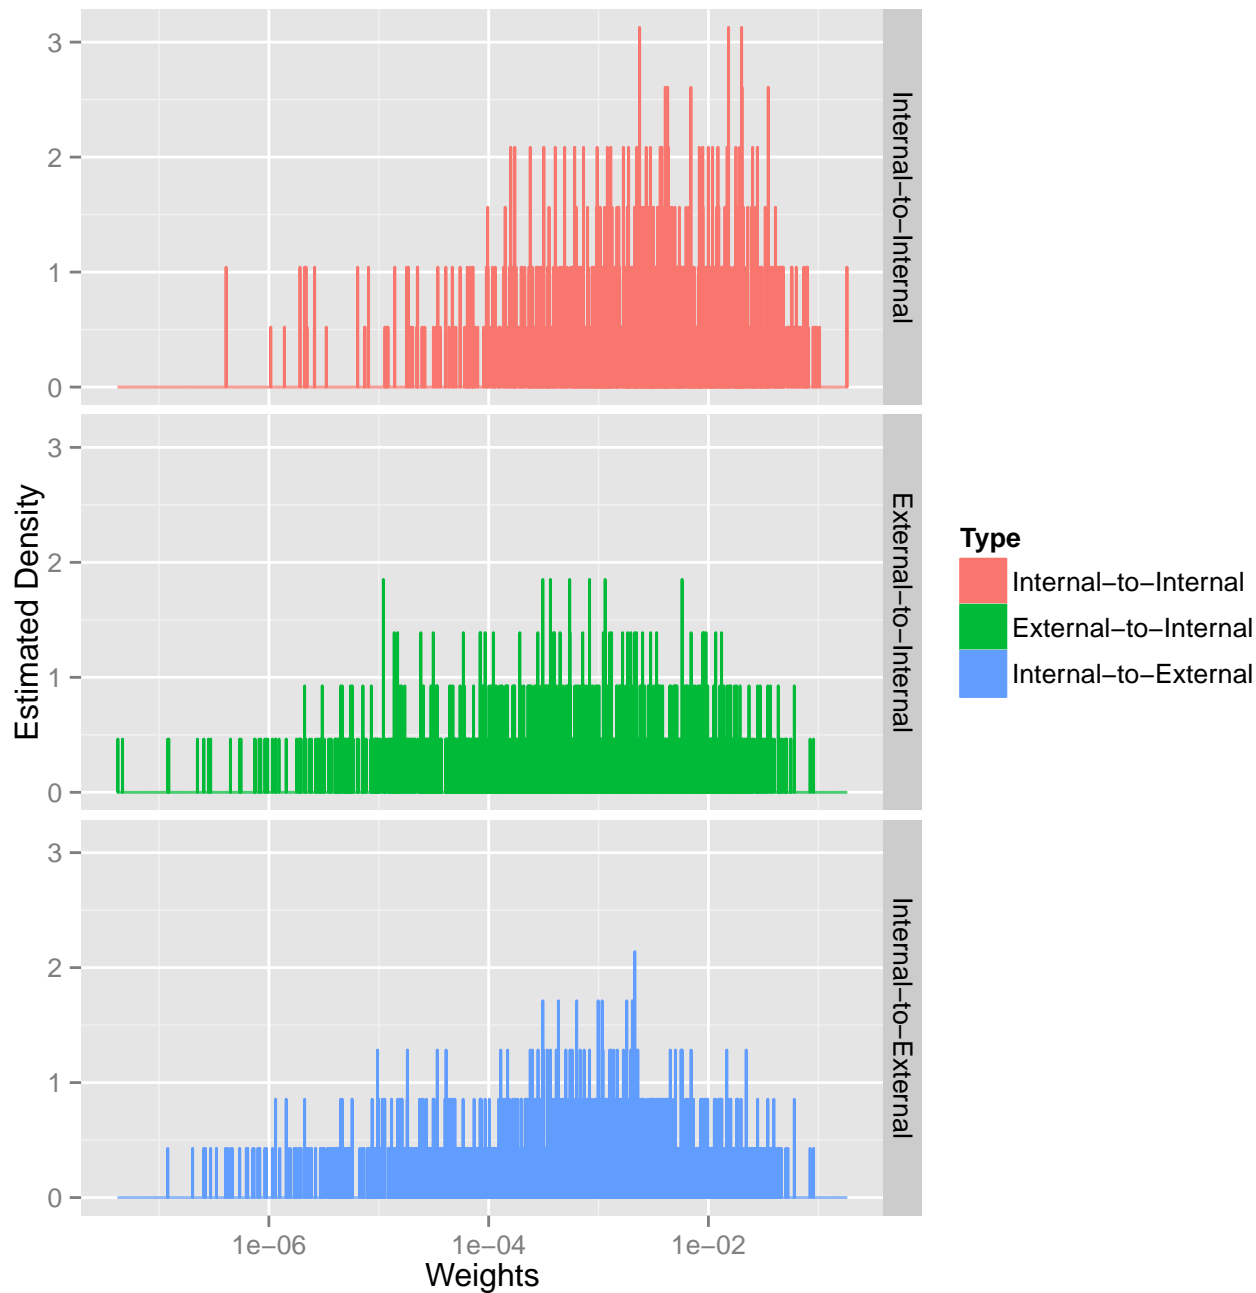 3
2
1
0
Internal−to−Internal
3
2
1
0
External−to−Internal
3
2
1
0
Internal−to−External
Estimated Density
1e−06
1e−04
1e−02
Weights
Type
Internal−to−Internal
External−to−Internal
Internal−to−External